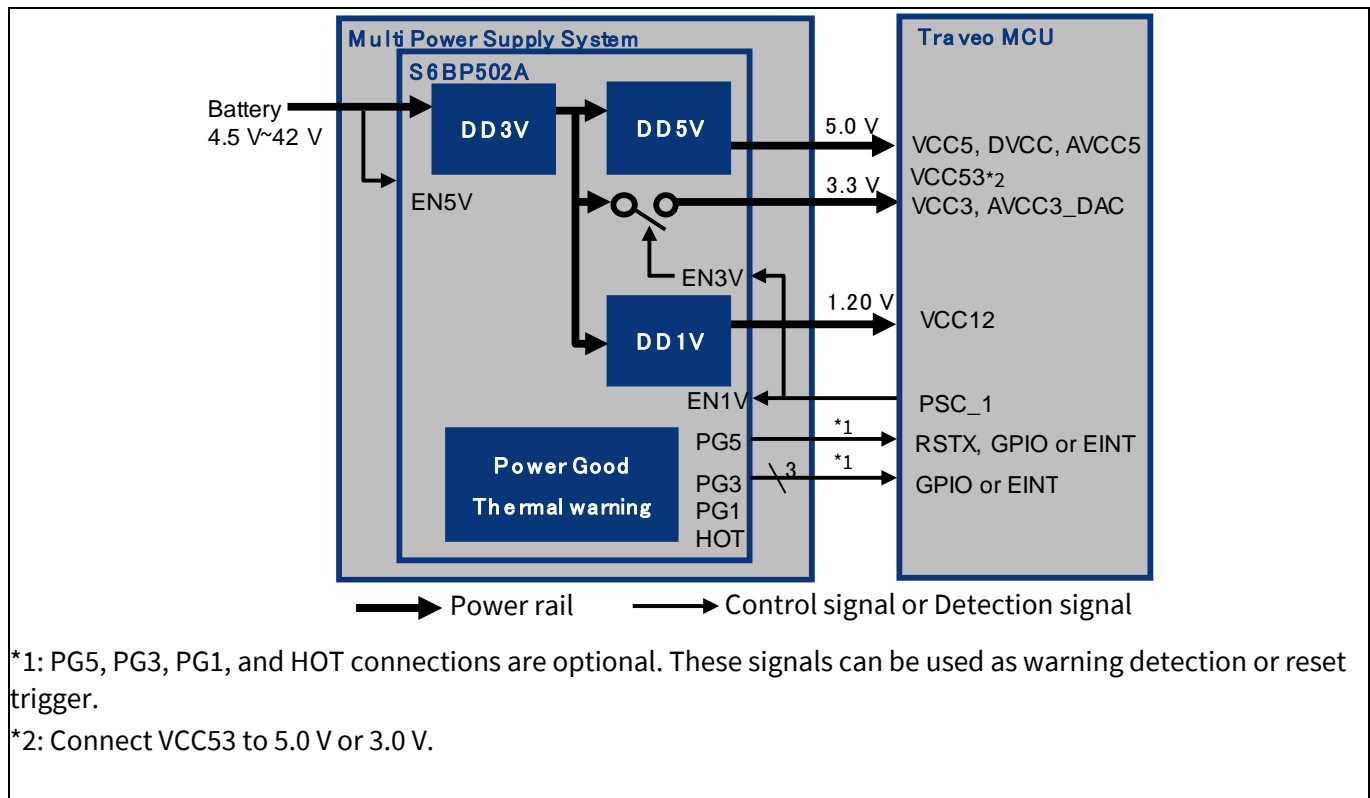 Multi Power Supply System
Traveo MCU
S6BP502A
Battery
4.5 V~42 V
DD3V
DD5V
5.0 V
VCC5, DVCC, AVCC5
VCC53*2
EN5V
3.3 V
VCC3, AVCC3_DAC
EN3V
1.20 V
VCC12
DD1V
EN1V
PSC_1
PG5
*1
RSTX, GPIO or EINT
Power Good
Thermal warning
PG3
3
*1
GPIO or EINT
PG1
HOT
Power rail
Control signal or Detection signal
*1: PG5, PG3, PG1, and HOT connections are optional. These signals can be used as warning detection or reset
trigger.
*2: Connect VCC53 to 5.0 V or 3.0 V.